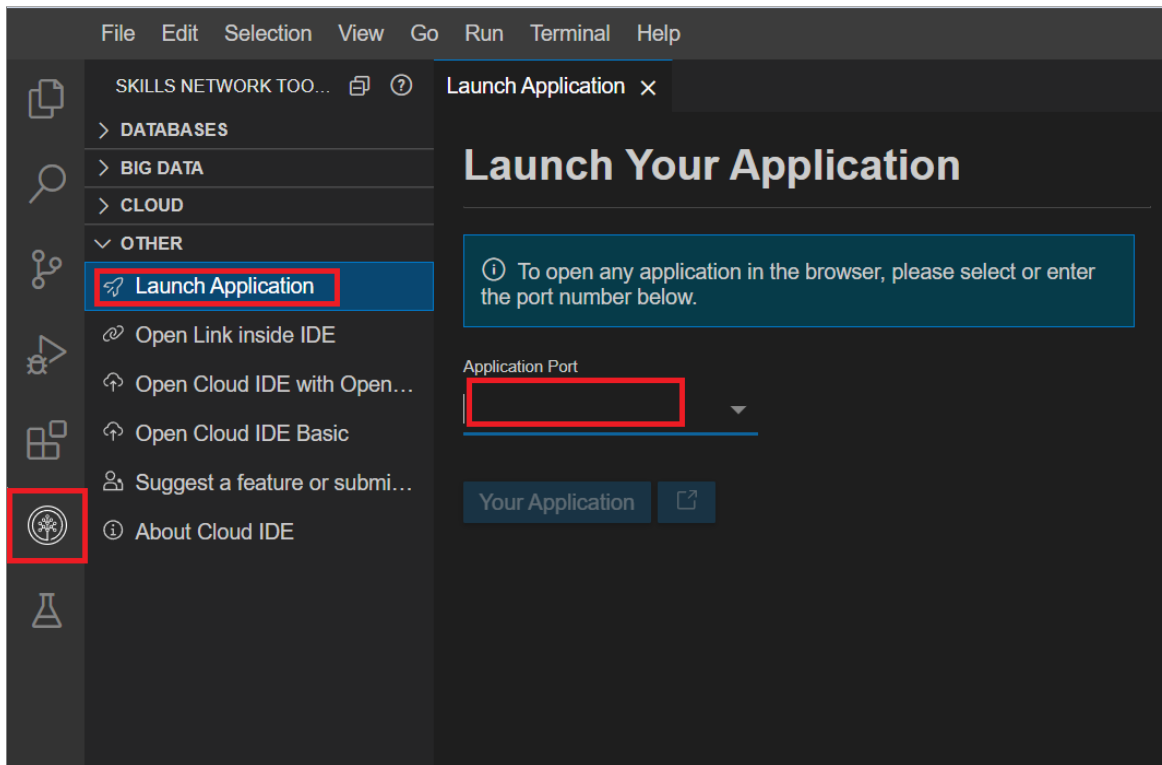 File Edit Selection View Go Run Terminal Help
SKILLS NETWORK TOO...
Launch Application
DATABASES
BIG DATA
CLOUD
OTHER
Launch Application
Open Link inside IDE
Open Cloud IDE with Open...
Open Cloud IDE Basic
Suggest a feature or submi...
About Cloud IDE
Launch Your Application
To open any application in the browser, please select or enter
the port number below.
Application Port
Your Application